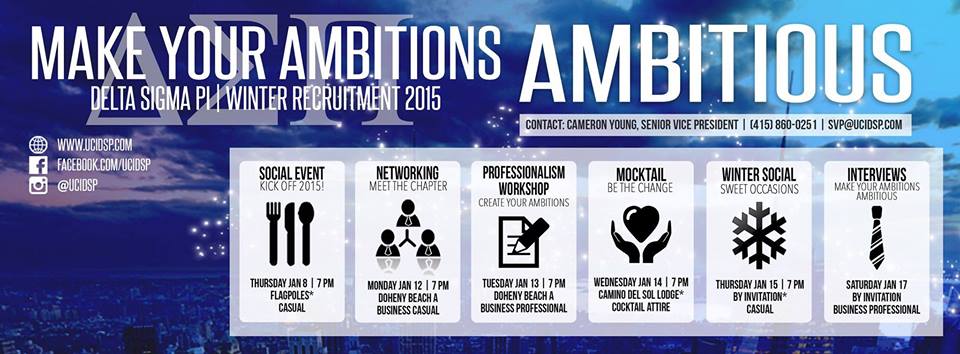 ΔΣΠ
MAKE YOUR AMBITIONS
AMBITIOUS
DELTA SIGMA PI | WINTER RECRUITMENT 2015
CONTACT: CAMERON YOUNG, SENIOR VICE PRESIDENT | (415) 860-0251 | SVP@UCIDSP.COM
WWW.UCIDSP.COM
FACEBOOK.COM/UCIDSP
@UCIDSP
SOCIAL EVENT
KICK OFF 2015!
THURSDAY JAN 8 | 7 PM
FLAGPOLES*
CASUAL
NETWORKING
MEET THE CHAPTER
MONDAY JAN 12 | 7 PM
DOHENY BEACH A
BUSINESS CASUAL
PROFESSIONALISM
WORKSHOP
CREATE YOUR AMBITIONS
TUESDAY JAN 13 | 7 PM
DOHENY BEACH A
BUSINESS PROFESSIONAL
MOCKTAIL
BE THE CHANGE
WEDNESDAY JAN 14 | 7 PM
CAMINO DEL SOL LODGE*
COCKTAIL ATTIRE
WINTER SOCIAL
SWEET OCCASIONS
THURSDAY JAN 15 | 7 PM
BY INVITATION*
CASUAL
INTERVIEWS
MAKE YOUR AMBITIONS
AMBITIOUS
SATURDAY JAN 17
BY INVITATION
BUSINESS PROFESSIONAL